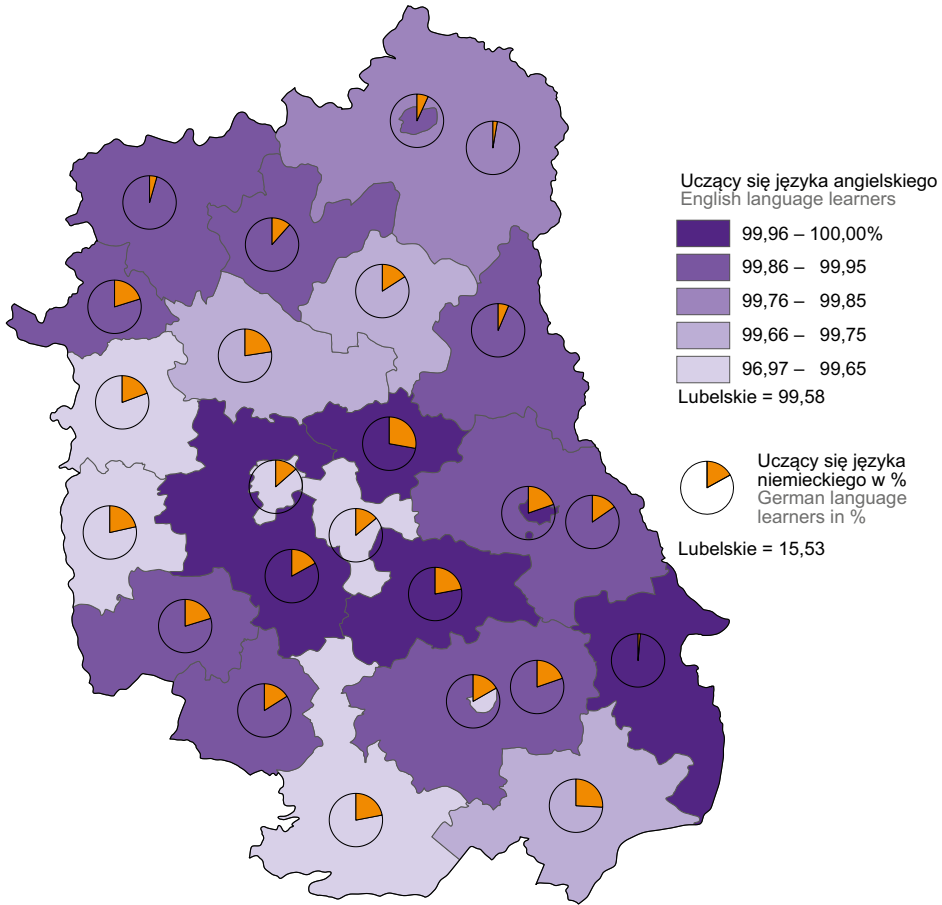 Uczący się języka angielskiego
English language learners
99,96 – 100,00%
99,86 – 99,95
99,76 – 99,85
99,66 – 99,75
96,97 – 99,65
Lubelskie = 99,58
Uczący się języka
niemieckiego w %
German language
learners in %
Lubelskie = 15,53